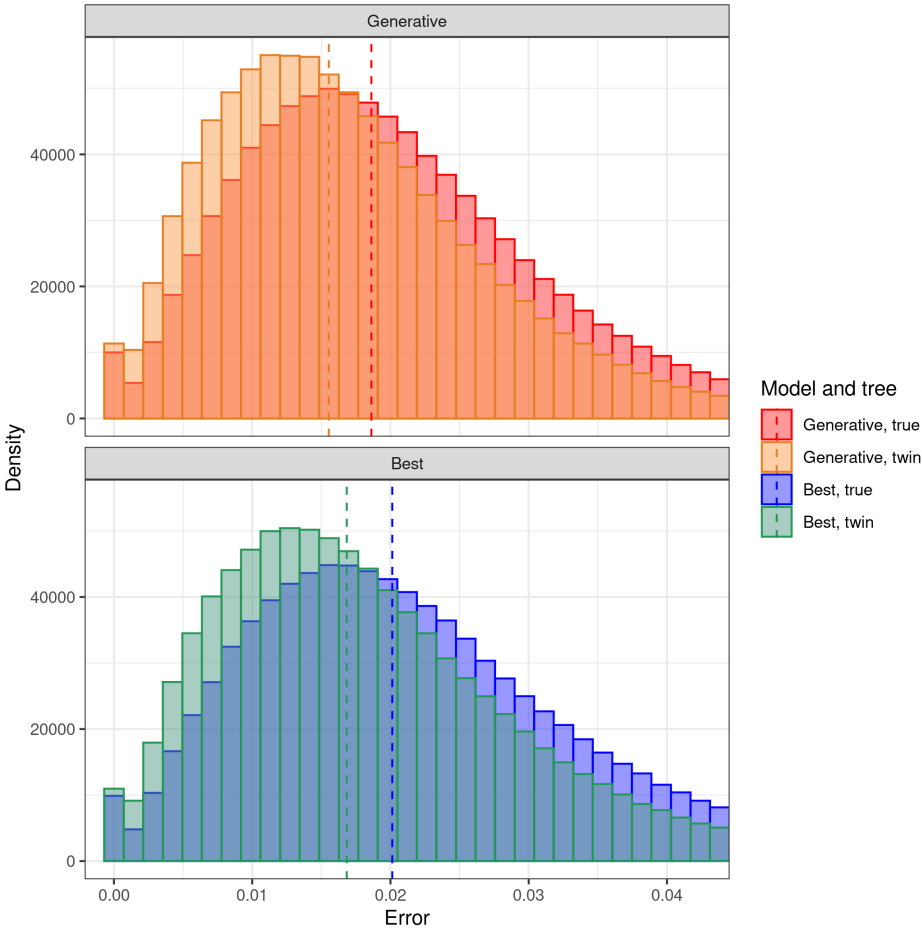 Generative
40000
20000
0
Density
Best
40000
20000
0
0.00 0.01 0.02 0.03 0.04
Error
Model and tree
Generative, true
Generative, twin
Best, true
Best, twin